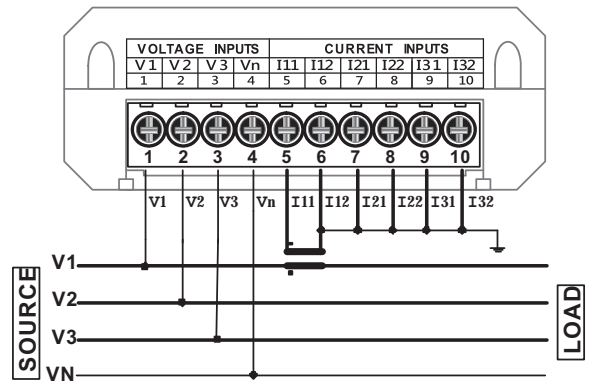 VOLTAGE INPUTS CURRENT INPUTS
V1 V2 V3 Vn I11 I12 I21 I22 I31 I32
1 2 3 4 5 6 7 8 9 10
1 2 3 4 5 6 7 8 9 10
V1 V2 V3 Vn I11 I12 I21 I22 I31 I32
SOURCE
V1
V2
V3
VN
LOAD